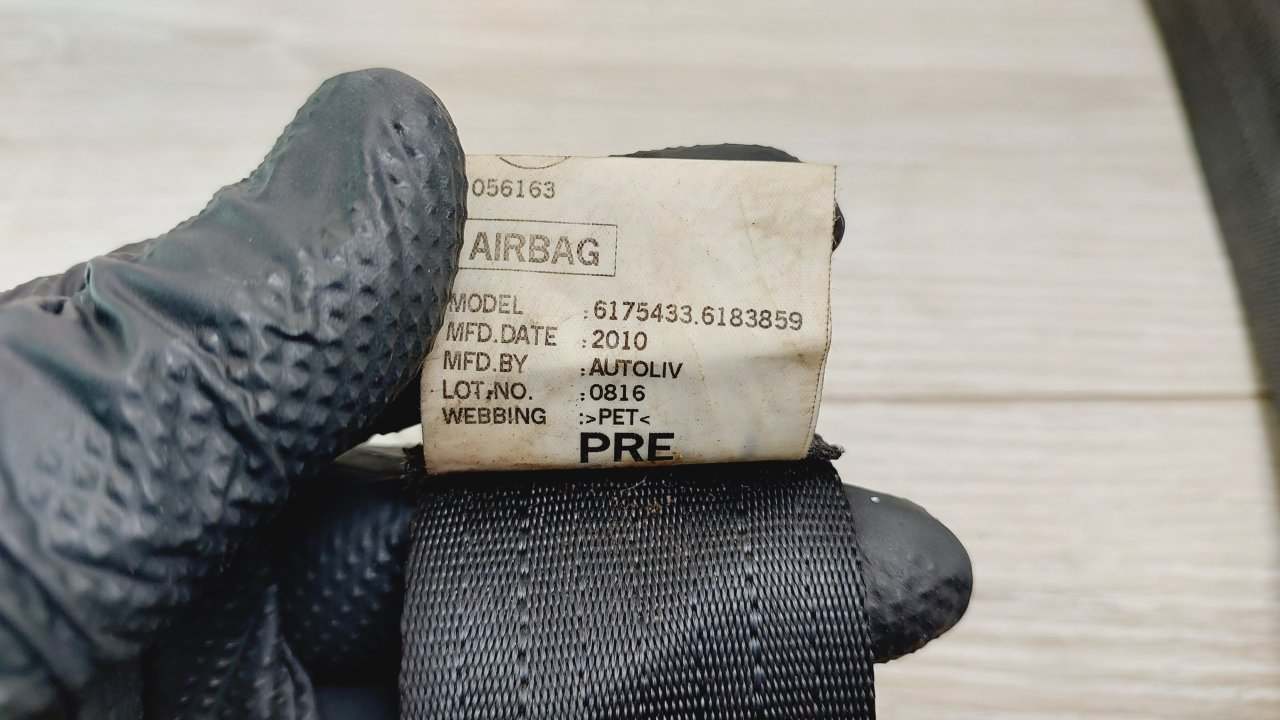 056163
AIRBAG
MODEL :6175433.6183859
MFD.DATE :2010
MFD.BY :AUTOLIV
LOT.NO. :0816
WEBBING :>PET<
PRE